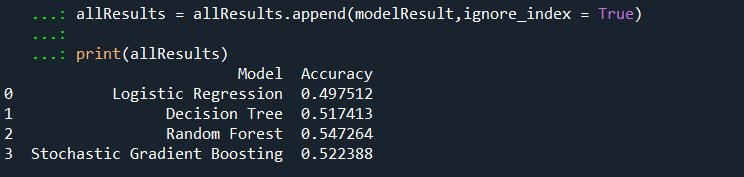 ...: allResults = allResults.append(modelResult,ignore_index = True)
...:
...: print(allResults)
Model Accuracy
0 Logistic Regression 0.497512
1 Decision Tree 0.517413
2 Random Forest 0.547264
3 Stochastic Gradient Boosting 0.522388